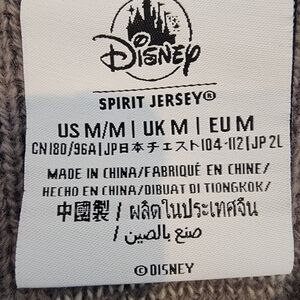 Disney
SPIRIT JERSEY®
US M/M | UK M | EU M
CN180/96A | JP日本チェスト104-112 | JP 2L
MADE IN CHINA/FABRIQUÉ EN CHINE/
HECHO EN CHINA/DIBUAT DI TIONGKOK/
中國製 / ผลิตในประเทศจีน
صنع بالصين /
©DISNEY